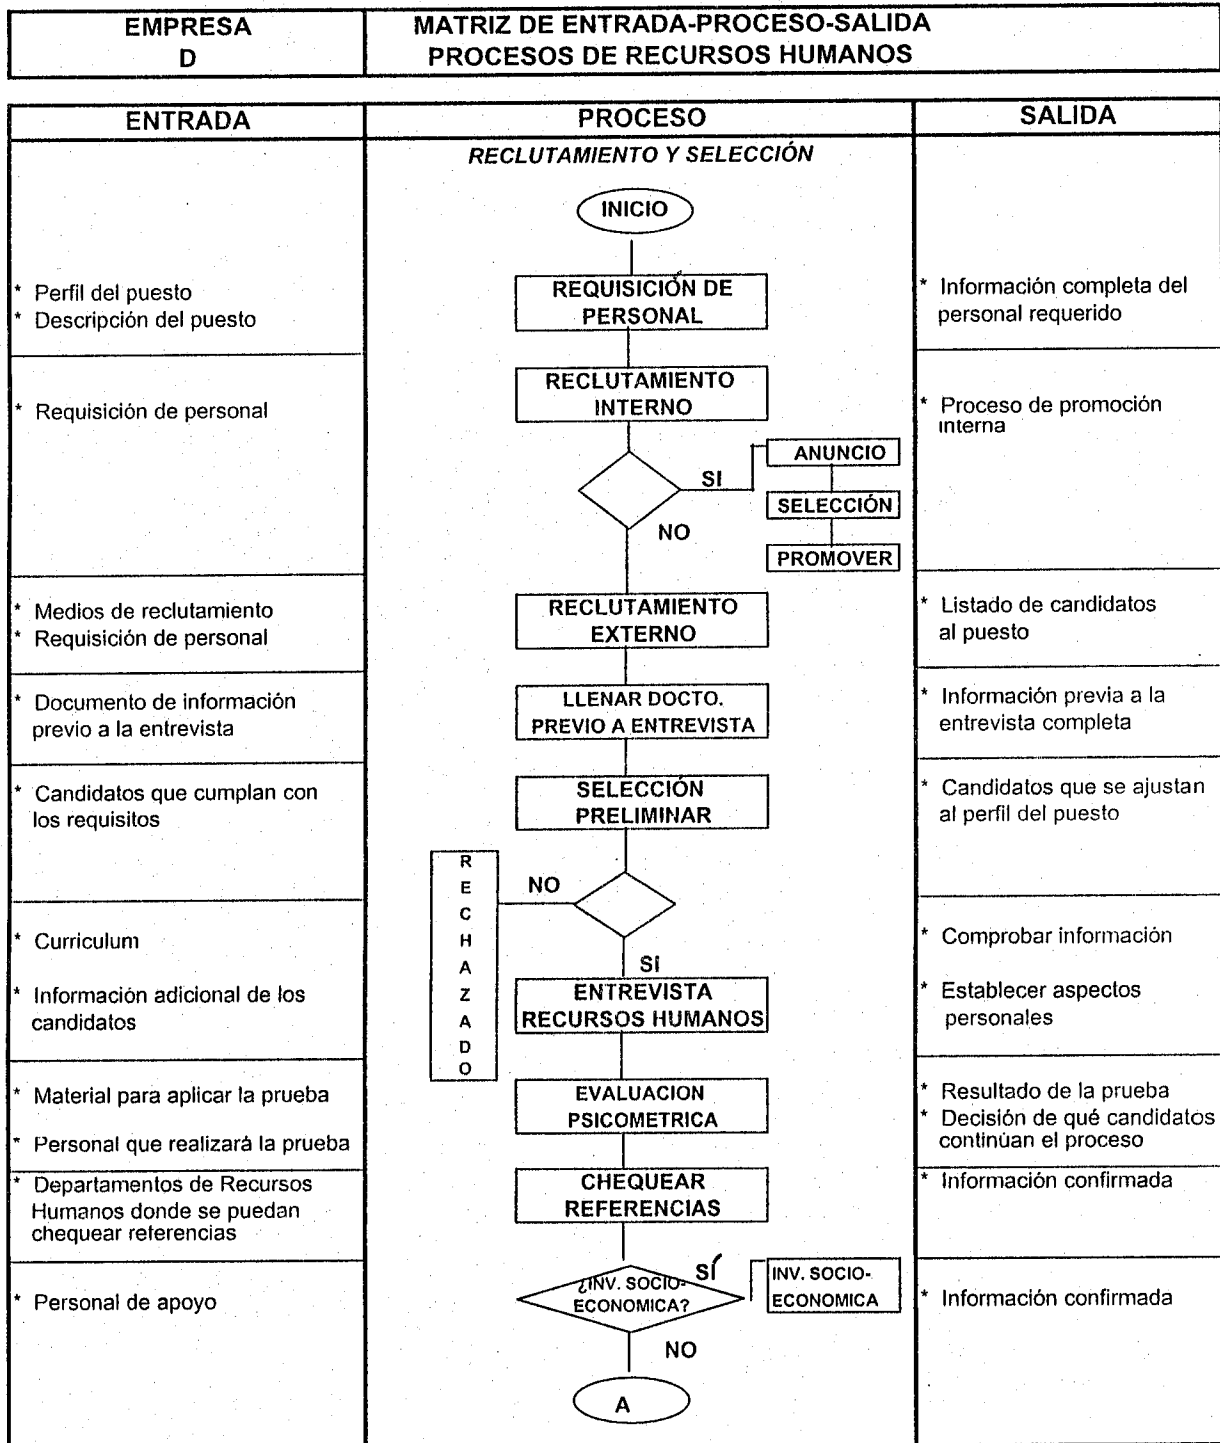 EMPRESA
D
MATRIZ DE ENTRADA-PROCESO-SALIDA
PROCESOS DE RECURSOS HUMANOS
ENTRADA
PROCESO
SALIDA
RECLUTAMIENTO Y SELECCIÓN
INICIO
* Perfil del puesto
* Descripción del puesto
REQUISICIÓN DE
PERSONAL
* Información completa del
personal requerido
* Requisición de personal
RECLUTAMIENTO
INTERNO
* Proceso de promoción
interna
SI
NO
ANUNCIO
SELECCIÓN
PROMOVER
* Medios de reclutamiento
* Requisición de personal
RECLUTAMIENTO
EXTERNO
* Listado de candidatos
al puesto
* Documento de información
previo a la entrevista
LLENAR DOCTO.
PREVIO A ENTREVISTA
* Información previa a la
entrevista completa
* Candidatos que cumplan con
los requisitos
SELECCIÓN
PRELIMINAR
* Candidatos que se ajustan
al perfil del puesto
R
E
C
H
A
Z
A
D
O
NO
SI
* Curriculum
* Información adicional de los
candidatos
ENTREVISTA
RECURSOS HUMANOS
* Comprobar información
* Establecer aspectos
personales
* Material para aplicar la prueba
* Personal que realizará la prueba
EVALUACION
PSICOMETRICA
* Resultado de la prueba
* Decisión de qué candidatos
continúan el proceso
* Departamentos de Recursos
Humanos donde se puedan
chequear referencias
CHEQUEAR
REFERENCIAS
* Información confirmada
* Personal de apoyo
¿INV. SOCIO-
ECONOMICA?
SÍ
INV. SOCIO-
ECONOMICA
* Información confirmada
NO
A